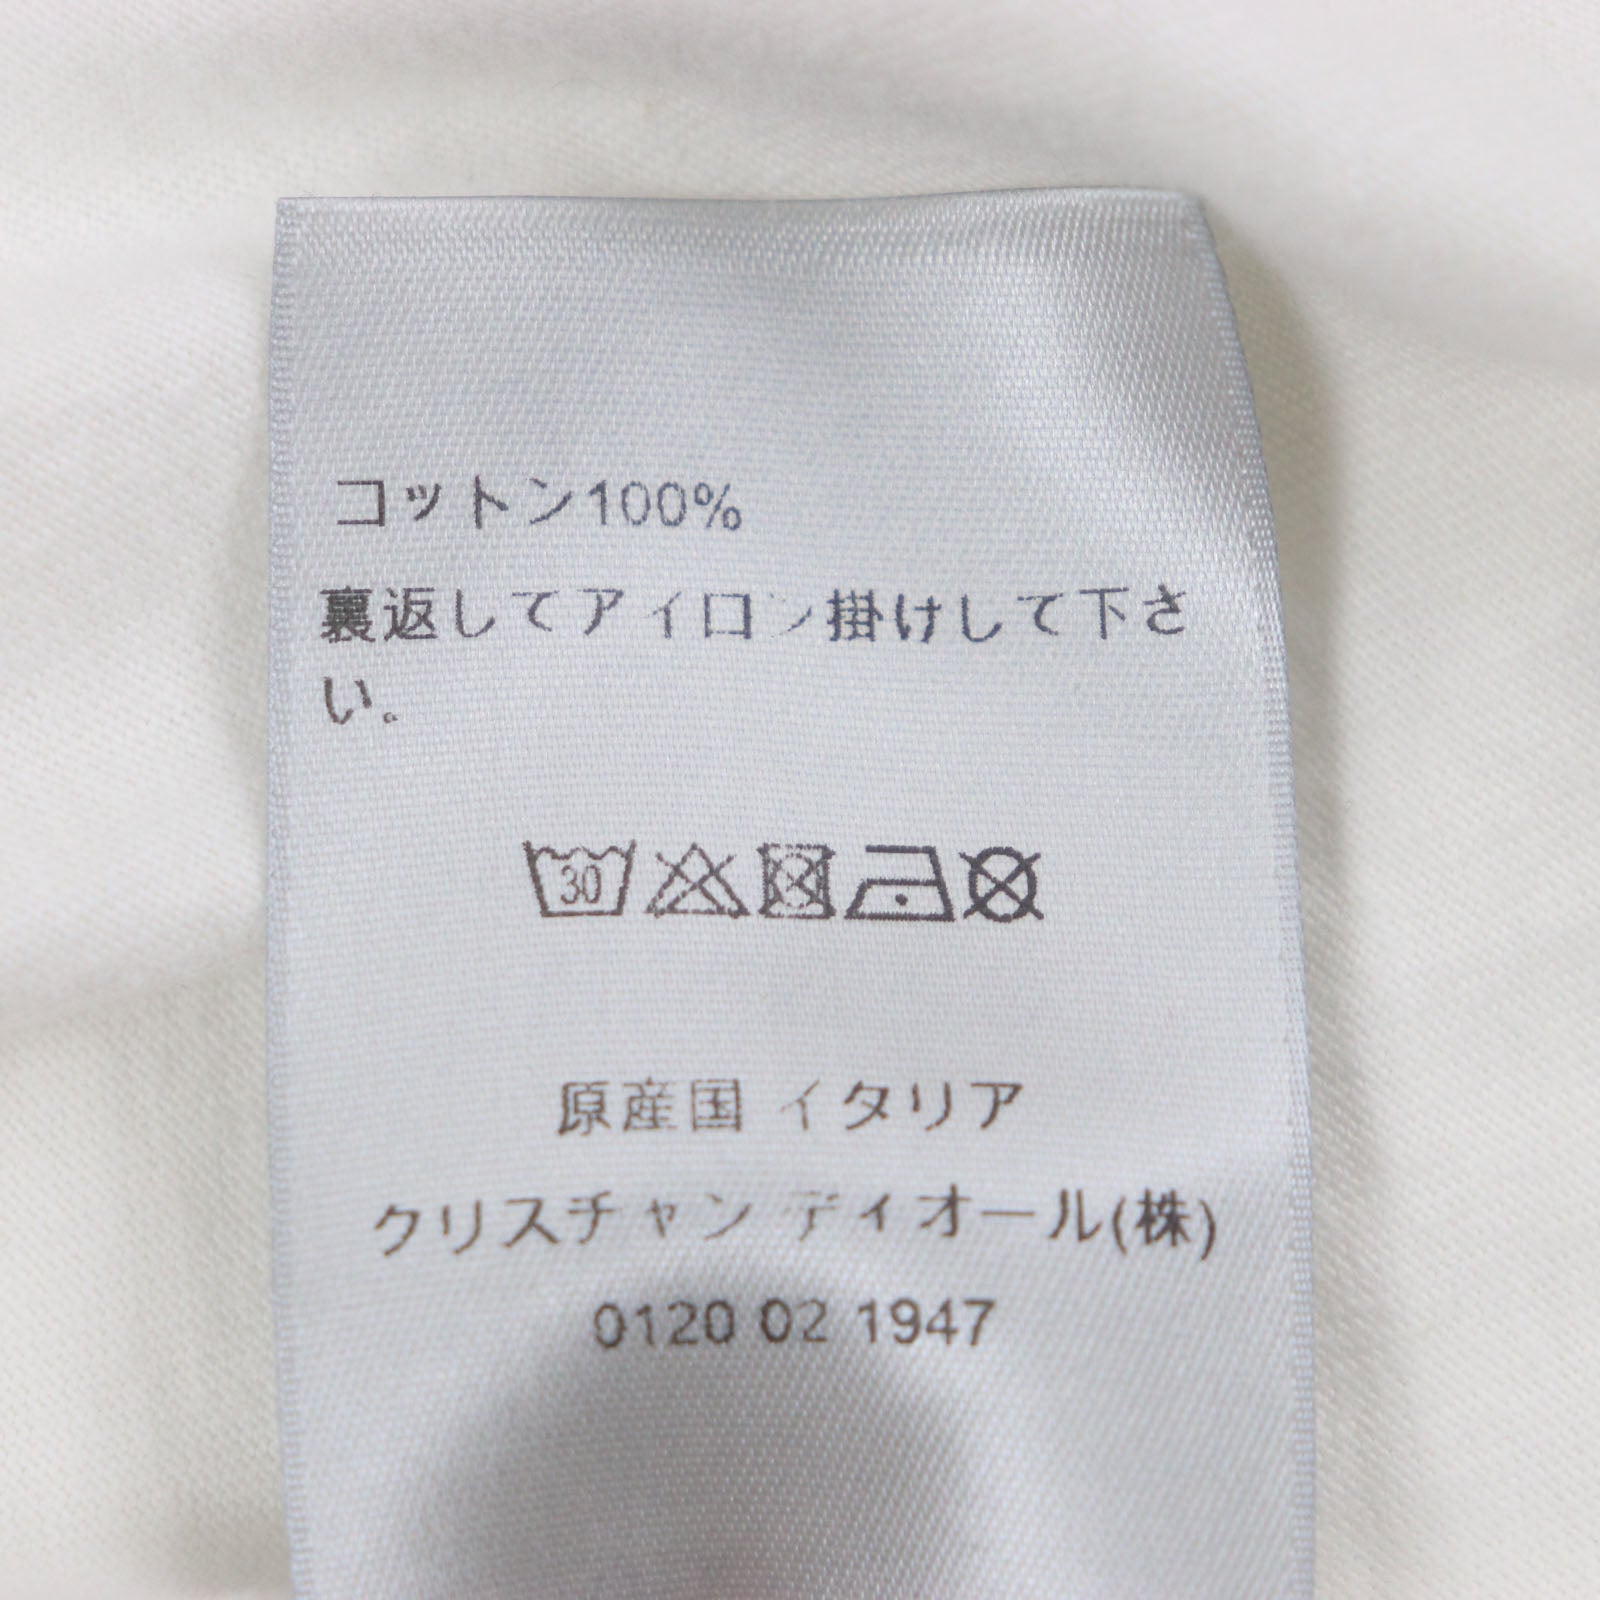 コットン100%
裏返してアイロン掛けして下さ
い。
30
原産国 イタリア
クリスチャン ディオール(株)
0120 02 1947